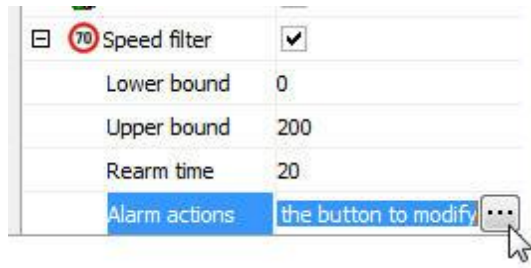 70 Speed filter
Lower bound 0
Upper bound 200
Rearm time 20
Alarm actions the button to modify ...